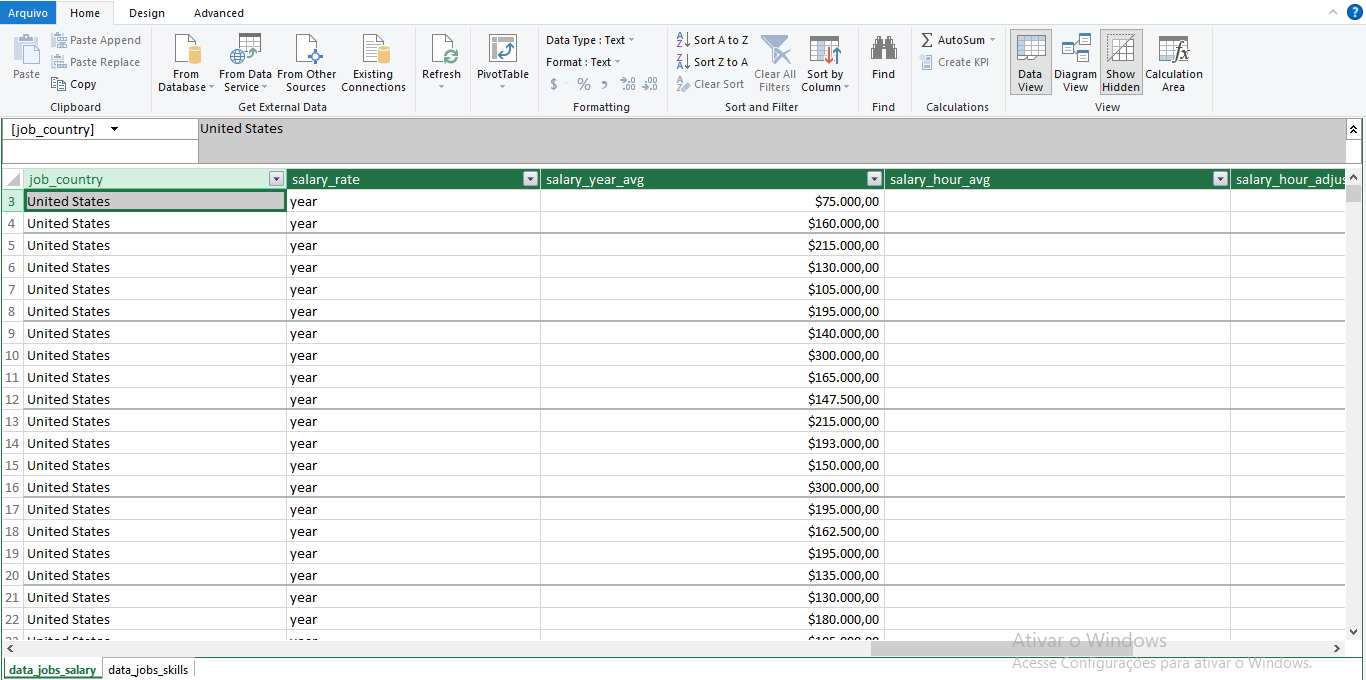 Arquivo Home Design Advanced
Paste Paste Append
Paste Replace
Copy
Clipboard
From Database
From Data Service
From Other Sources
Existing Connections
Get External Data
Refresh
PivotTable
Data Type : Text
Format : Text
$ % , .00 .00
Formatting
Sort A to Z
Sort Z to A
Clear Sort
Clear All Filters
Sort by Column
Sort and Filter
Find
Find
AutoSum
Create KPI
Calculations
Data View
Diagram View
Show Hidden
Calculation Area
View
[job_country] United States
job_country salary_rate salary_year_avg salary_hour_avg salary_hour_adjus
3 United States year $75.000,00
4 United States year $160.000,00
5 United States year $215.000,00
6 United States year $130.000,00
7 United States year $105.000,00
8 United States year $195.000,00
9 United States year $140.000,00
10 United States year $300.000,00
11 United States year $165.000,00
12 United States year $147.500,00
13 United States year $215.000,00
14 United States year $193.000,00
15 United States year $150.000,00
16 United States year $300.000,00
17 United States year $195.000,00
18 United States year $162.500,00
19 United States year $195.000,00
20 United States year $135.000,00
21 United States year $130.000,00
22 United States year $180.000,00
Ativar o Windows
Acesse Configurações para ativar o Windows.
data_jobs_salary data_jobs_skills